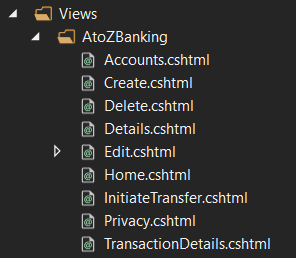 Views
AtoZBanking
Accounts.cshtml
Create.cshtml
Delete.cshtml
Details.cshtml
Edit.cshtml
Home.cshtml
InitiateTransfer.cshtml
Privacy.cshtml
TransactionDetails.cshtml